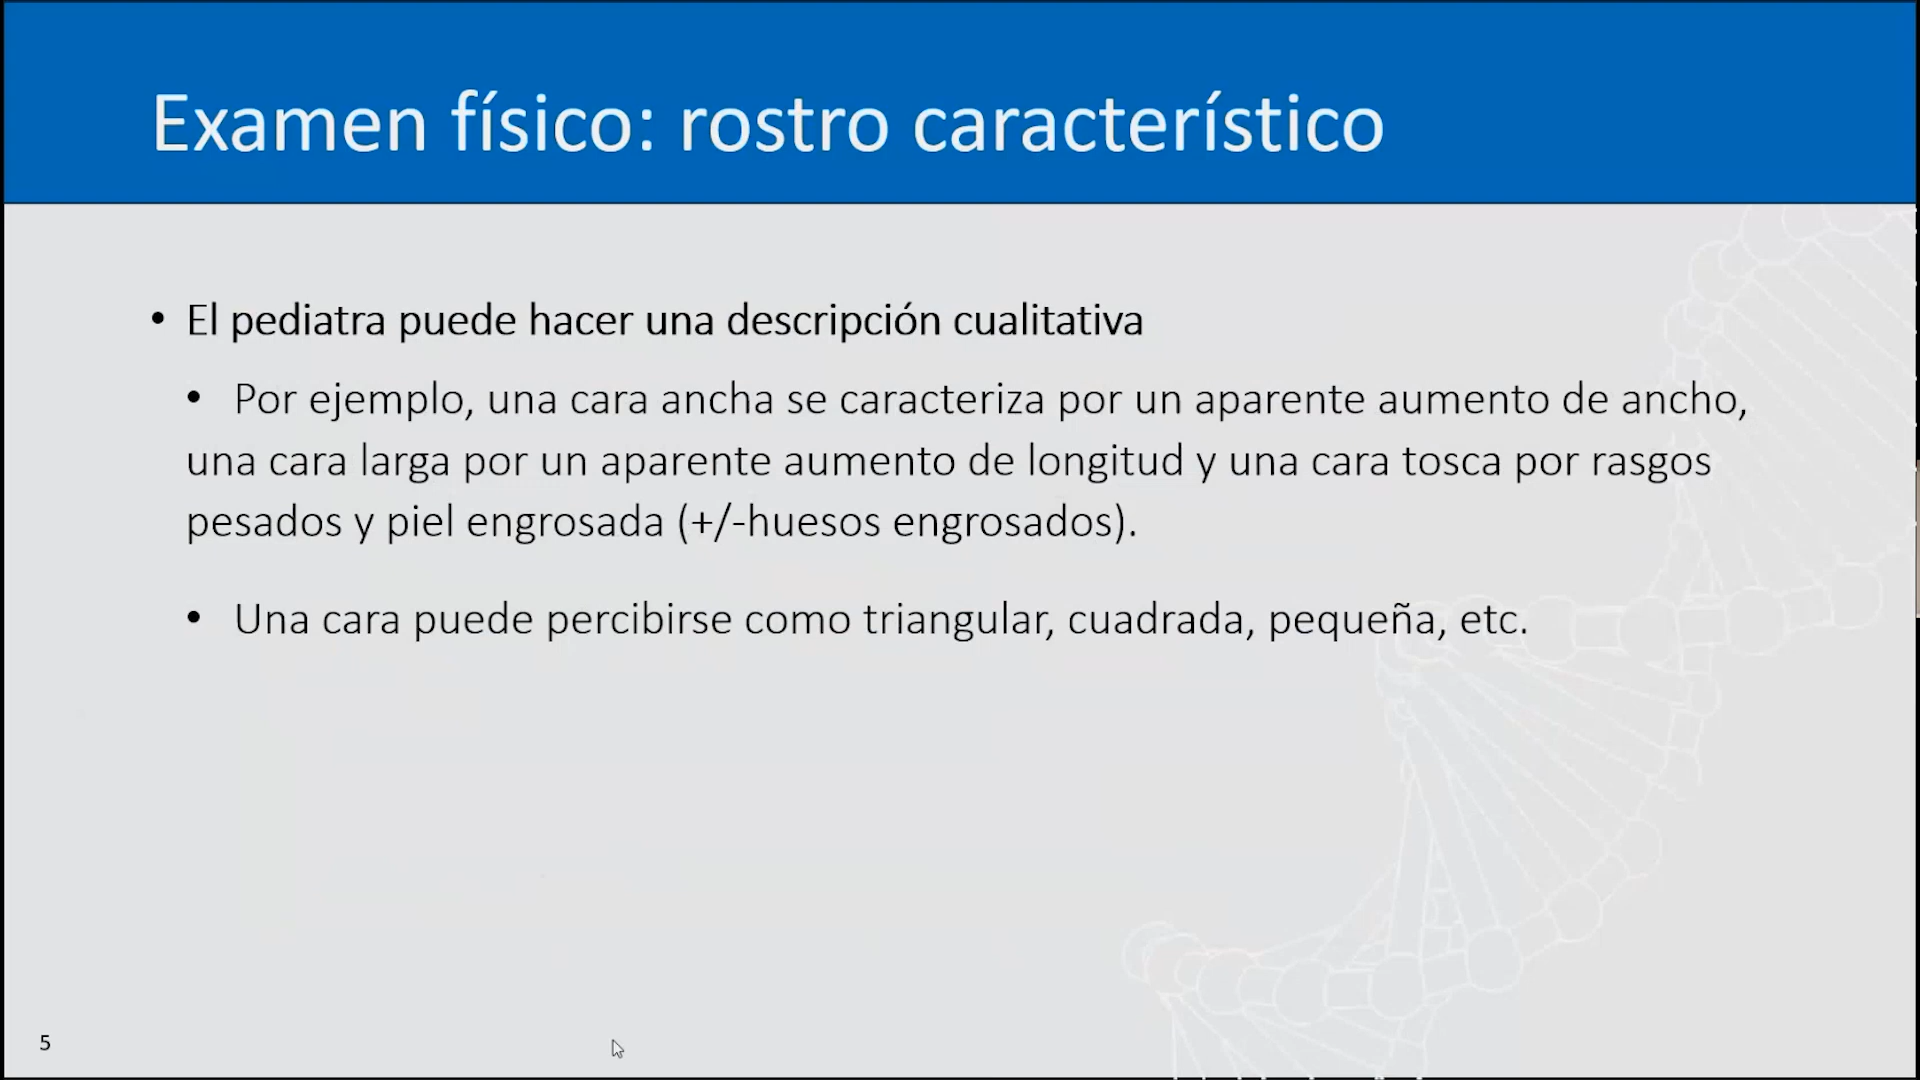 Examen físico: rostro característico
• El pediatra puede hacer una descripción cualitativa
• Por ejemplo, una cara ancha se caracteriza por un aparente aumento de ancho,
una cara larga por un aparente aumento de longitud y una cara tosca por rasgos
pesados y piel engrosada (+/-huesos engrosados).
• Una cara puede percibirse como triangular, cuadrada, pequeña, etc.
5